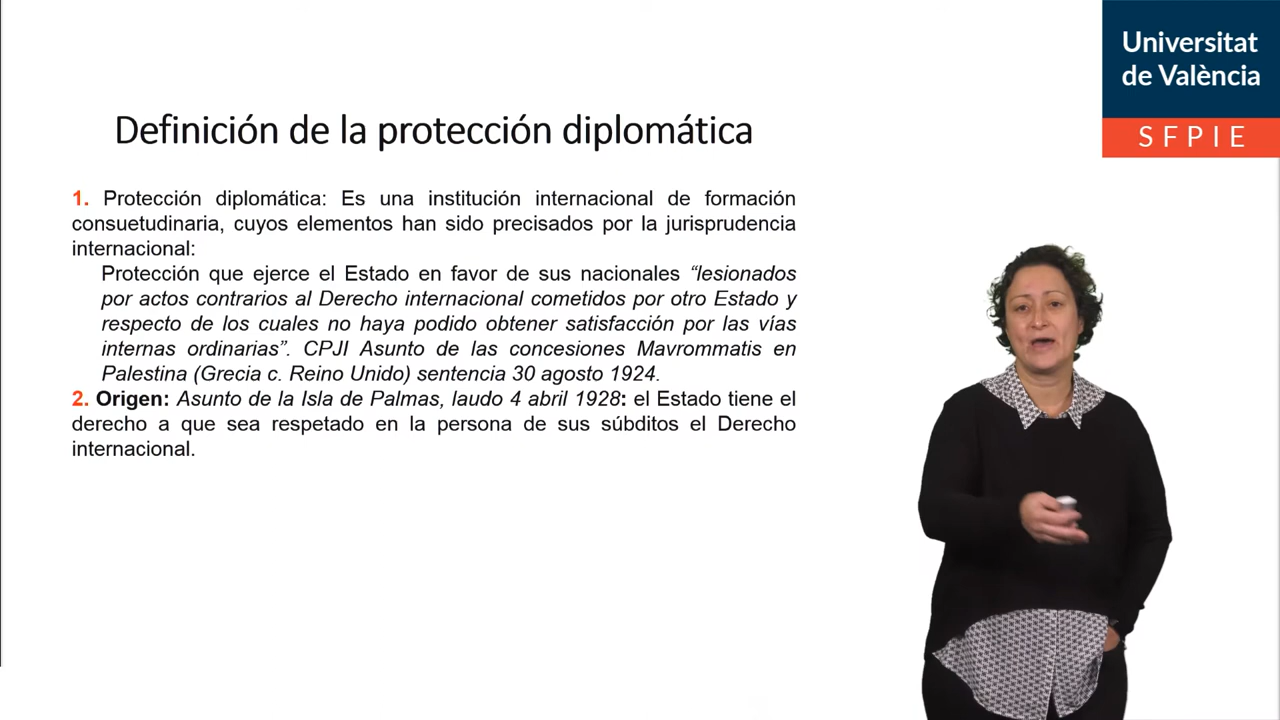 Universitat
de València
SFPIE
Definición de la protección diplomática
1. Protección diplomática: Es una institución internacional de formación
consuetudinaria, cuyos elementos han sido precisados por la jurisprudencia
internacional:
Protección que ejerce el Estado en favor de sus nacionales “lesionados
por actos contrarios al Derecho internacional cometidos por otro Estado y
respecto de los cuales no haya podido obtener satisfacción por las vías
internas ordinarias”. CPJI Asunto de las concesiones Mavrommatis en
Palestina (Grecia c. Reino Unido) sentencia 30 agosto 1924.
2. Origen: Asunto de la Isla de Palmas, laudo 4 abril 1928: el Estado tiene el
derecho a que sea respetado en la persona de sus súbditos el Derecho
internacional.